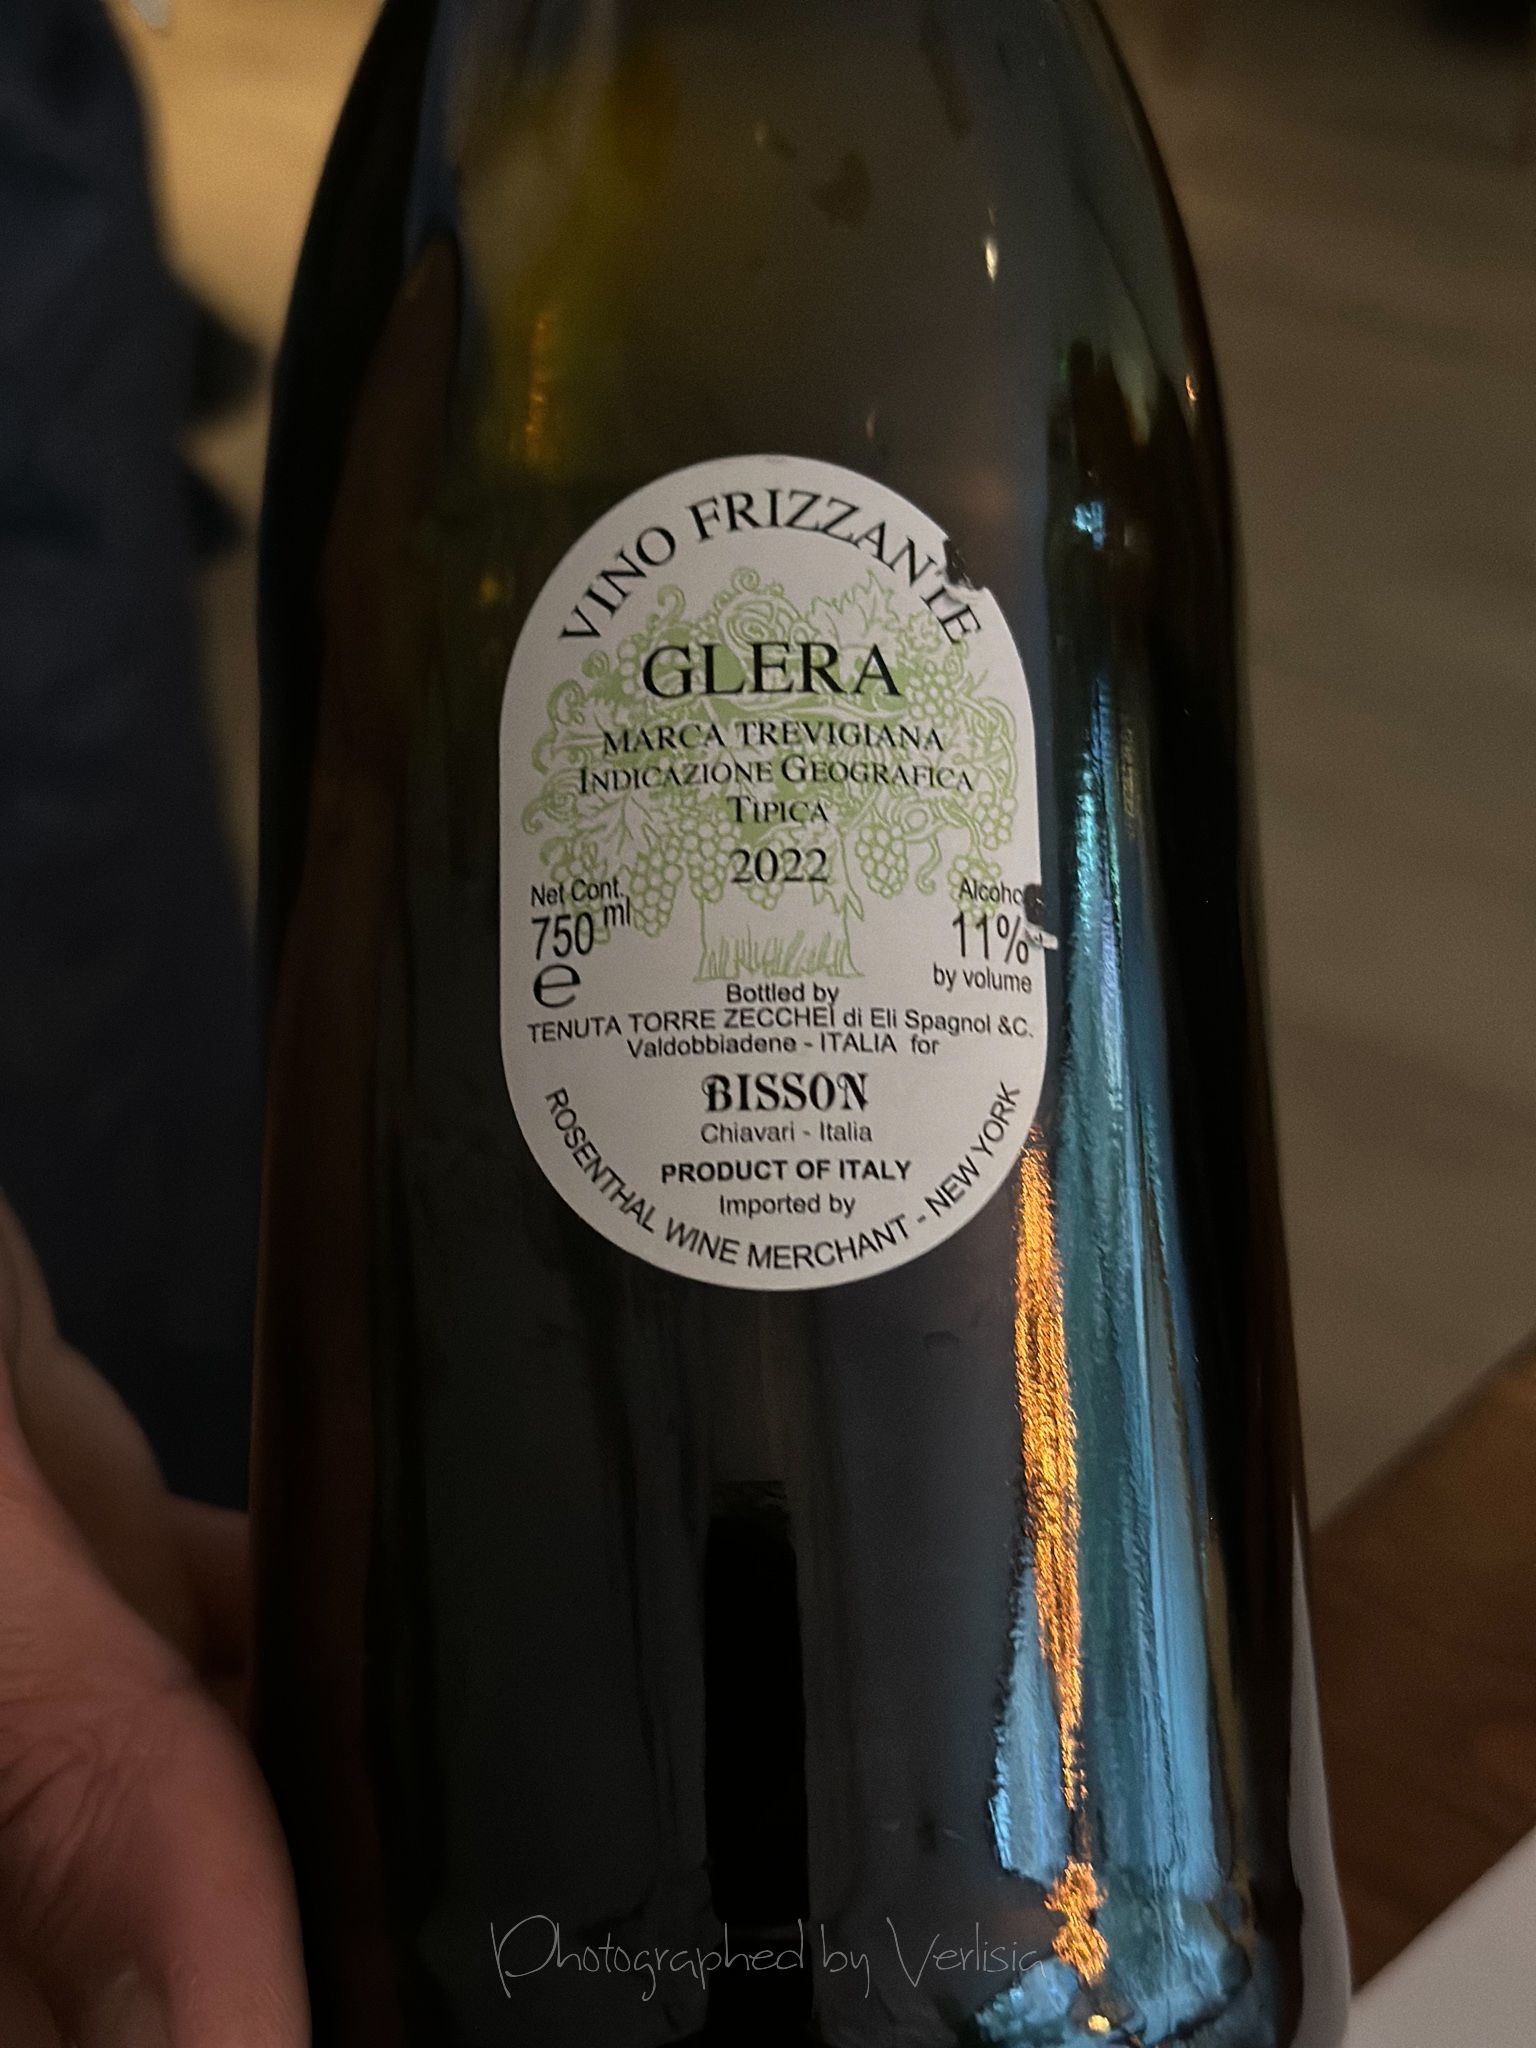 VINO FRIZZANTE
GLERA
MARCA TREVIGIANA
INDICAZIONE GEOGRAFICA
TIPICA
2022
Net Cont.
750 ml
e
Alcohol
11%
by volume
Bottled by
TENUTA TORRE ZECCHEI di Eli Spagnol &C.
Valdobbiadene - ITALIA for
BISSON
Chiavari - Italia
PRODUCT OF ITALY
Imported by
ROSENTHAL WINE MERCHANT - NEW YORK
Photographed by Verlisia